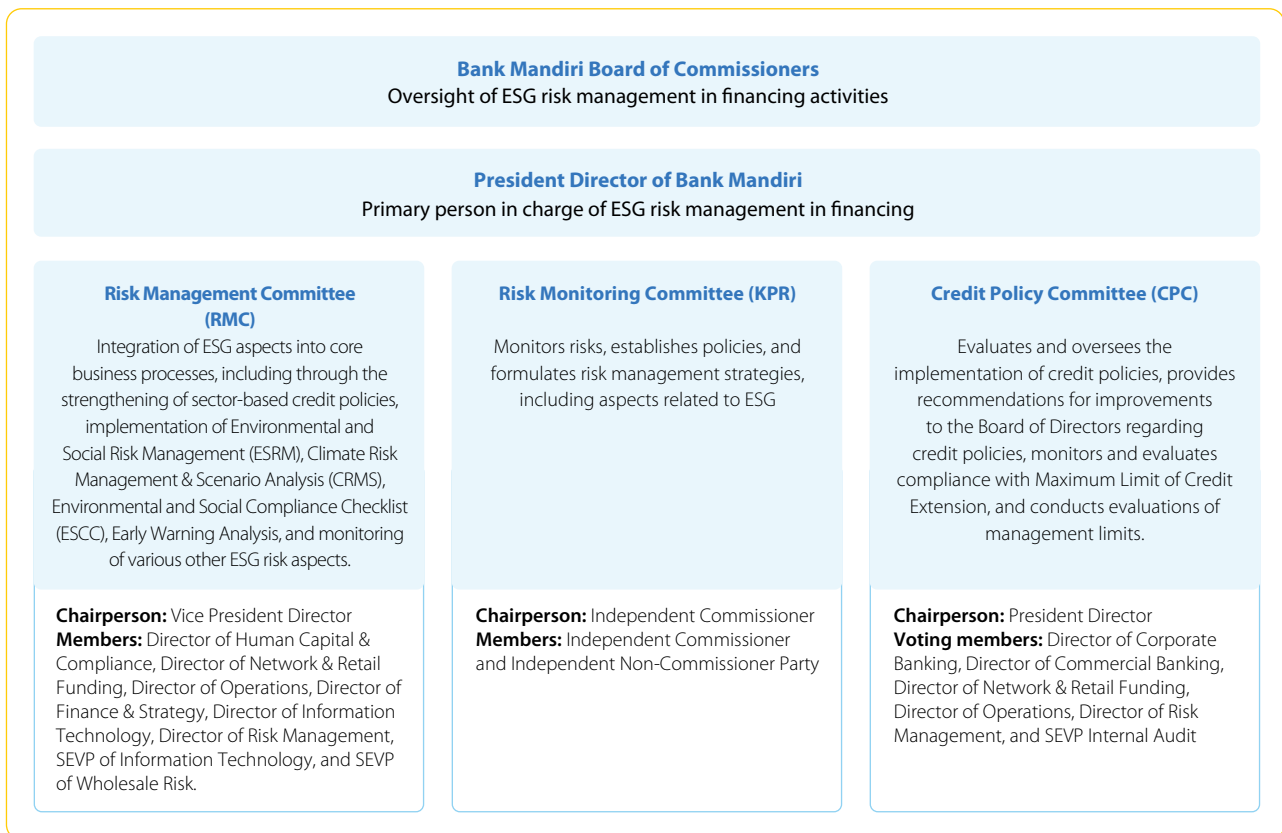 Bank Mandiri Board of Commissioners
Oversight of ESG risk management in financing activities
President Director of Bank Mandiri
Primary person in charge of ESG risk management in financing
Risk Management Committee
(RMC)
Integration of ESG aspects into core
business processes, including through the
strengthening of sector-based credit policies,
implementation of Environmental and
Social Risk Management (ESRM), Climate Risk
Management & Scenario Analysis (CRMS),
Environmental and Social Compliance Checklist
(ESCC), Early Warning Analysis, and monitoring
of various other ESG risk aspects.
Chairperson: Vice President Director
Members: Director of Human Capital &
Compliance, Director of Network & Retail
Funding, Director of Operations, Director of
Finance & Strategy, Director of Information
Technology, Director of Risk Management,
SEVP of Information Technology, and SEVP
of Wholesale Risk.
Risk Monitoring Committee (KPR)
Monitors risks, establishes policies, and
formulates risk management strategies,
including aspects related to ESG
Chairperson: Independent Commissioner
Members: Independent Commissioner
and Independent Non-Commissioner Party
Credit Policy Committee (CPC)
Evaluates and oversees the
implementation of credit policies, provides
recommendations for improvements
to the Board of Directors regarding
credit policies, monitors and evaluates
compliance with Maximum Limit of Credit
Extension, and conducts evaluations of
management limits.
Chairperson: President Director
Voting members: Director of Corporate
Banking, Director of Commercial Banking,
Director of Network & Retail Funding,
Director of Operations, Director of Risk
Management, and SEVP Internal Audit